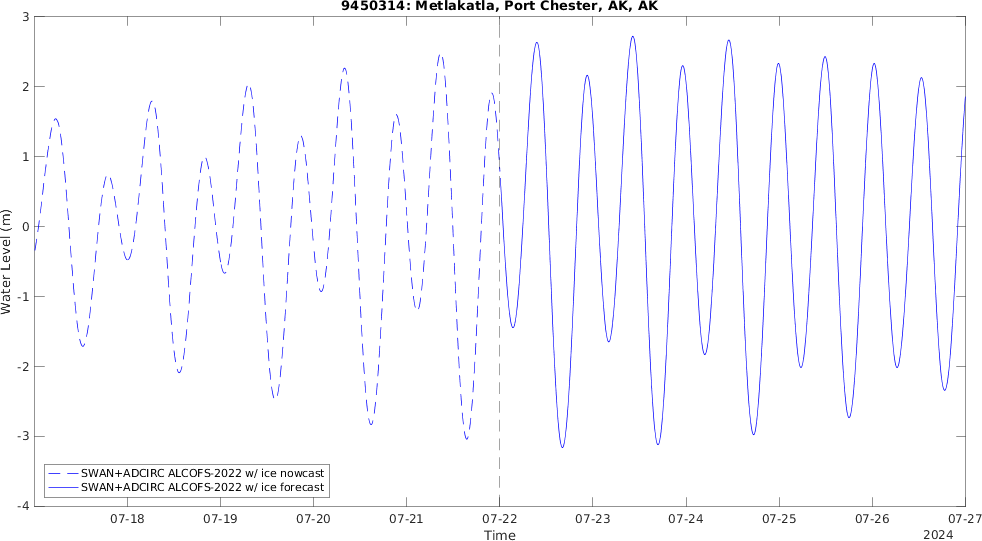 9450314: Metlakatla, Port Chester, AK, AK
3
2
1
0
-1
-2
-3
-4
Water Level (m)
SWAN+ADCIRC ALCOFS-2022 w/ ice nowcast
SWAN+ADCIRC ALCOFS-2022 w/ ice forecast
07-18 07-19 07-20 07-21 07-22 07-23 07-24 07-25 07-26 07-27
Time
2024